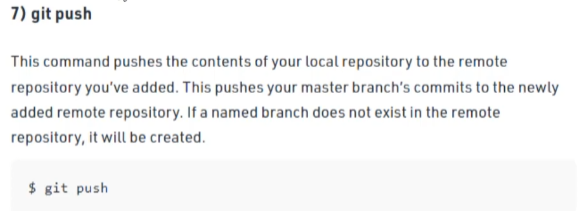 7) git push
This command pushes the contents of your local repository to the remote
repository you've added. This pushes your master branch's commits to the newly
added remote repository. If a named branch does not exist in the remote
repository, it will be created.
$ git push